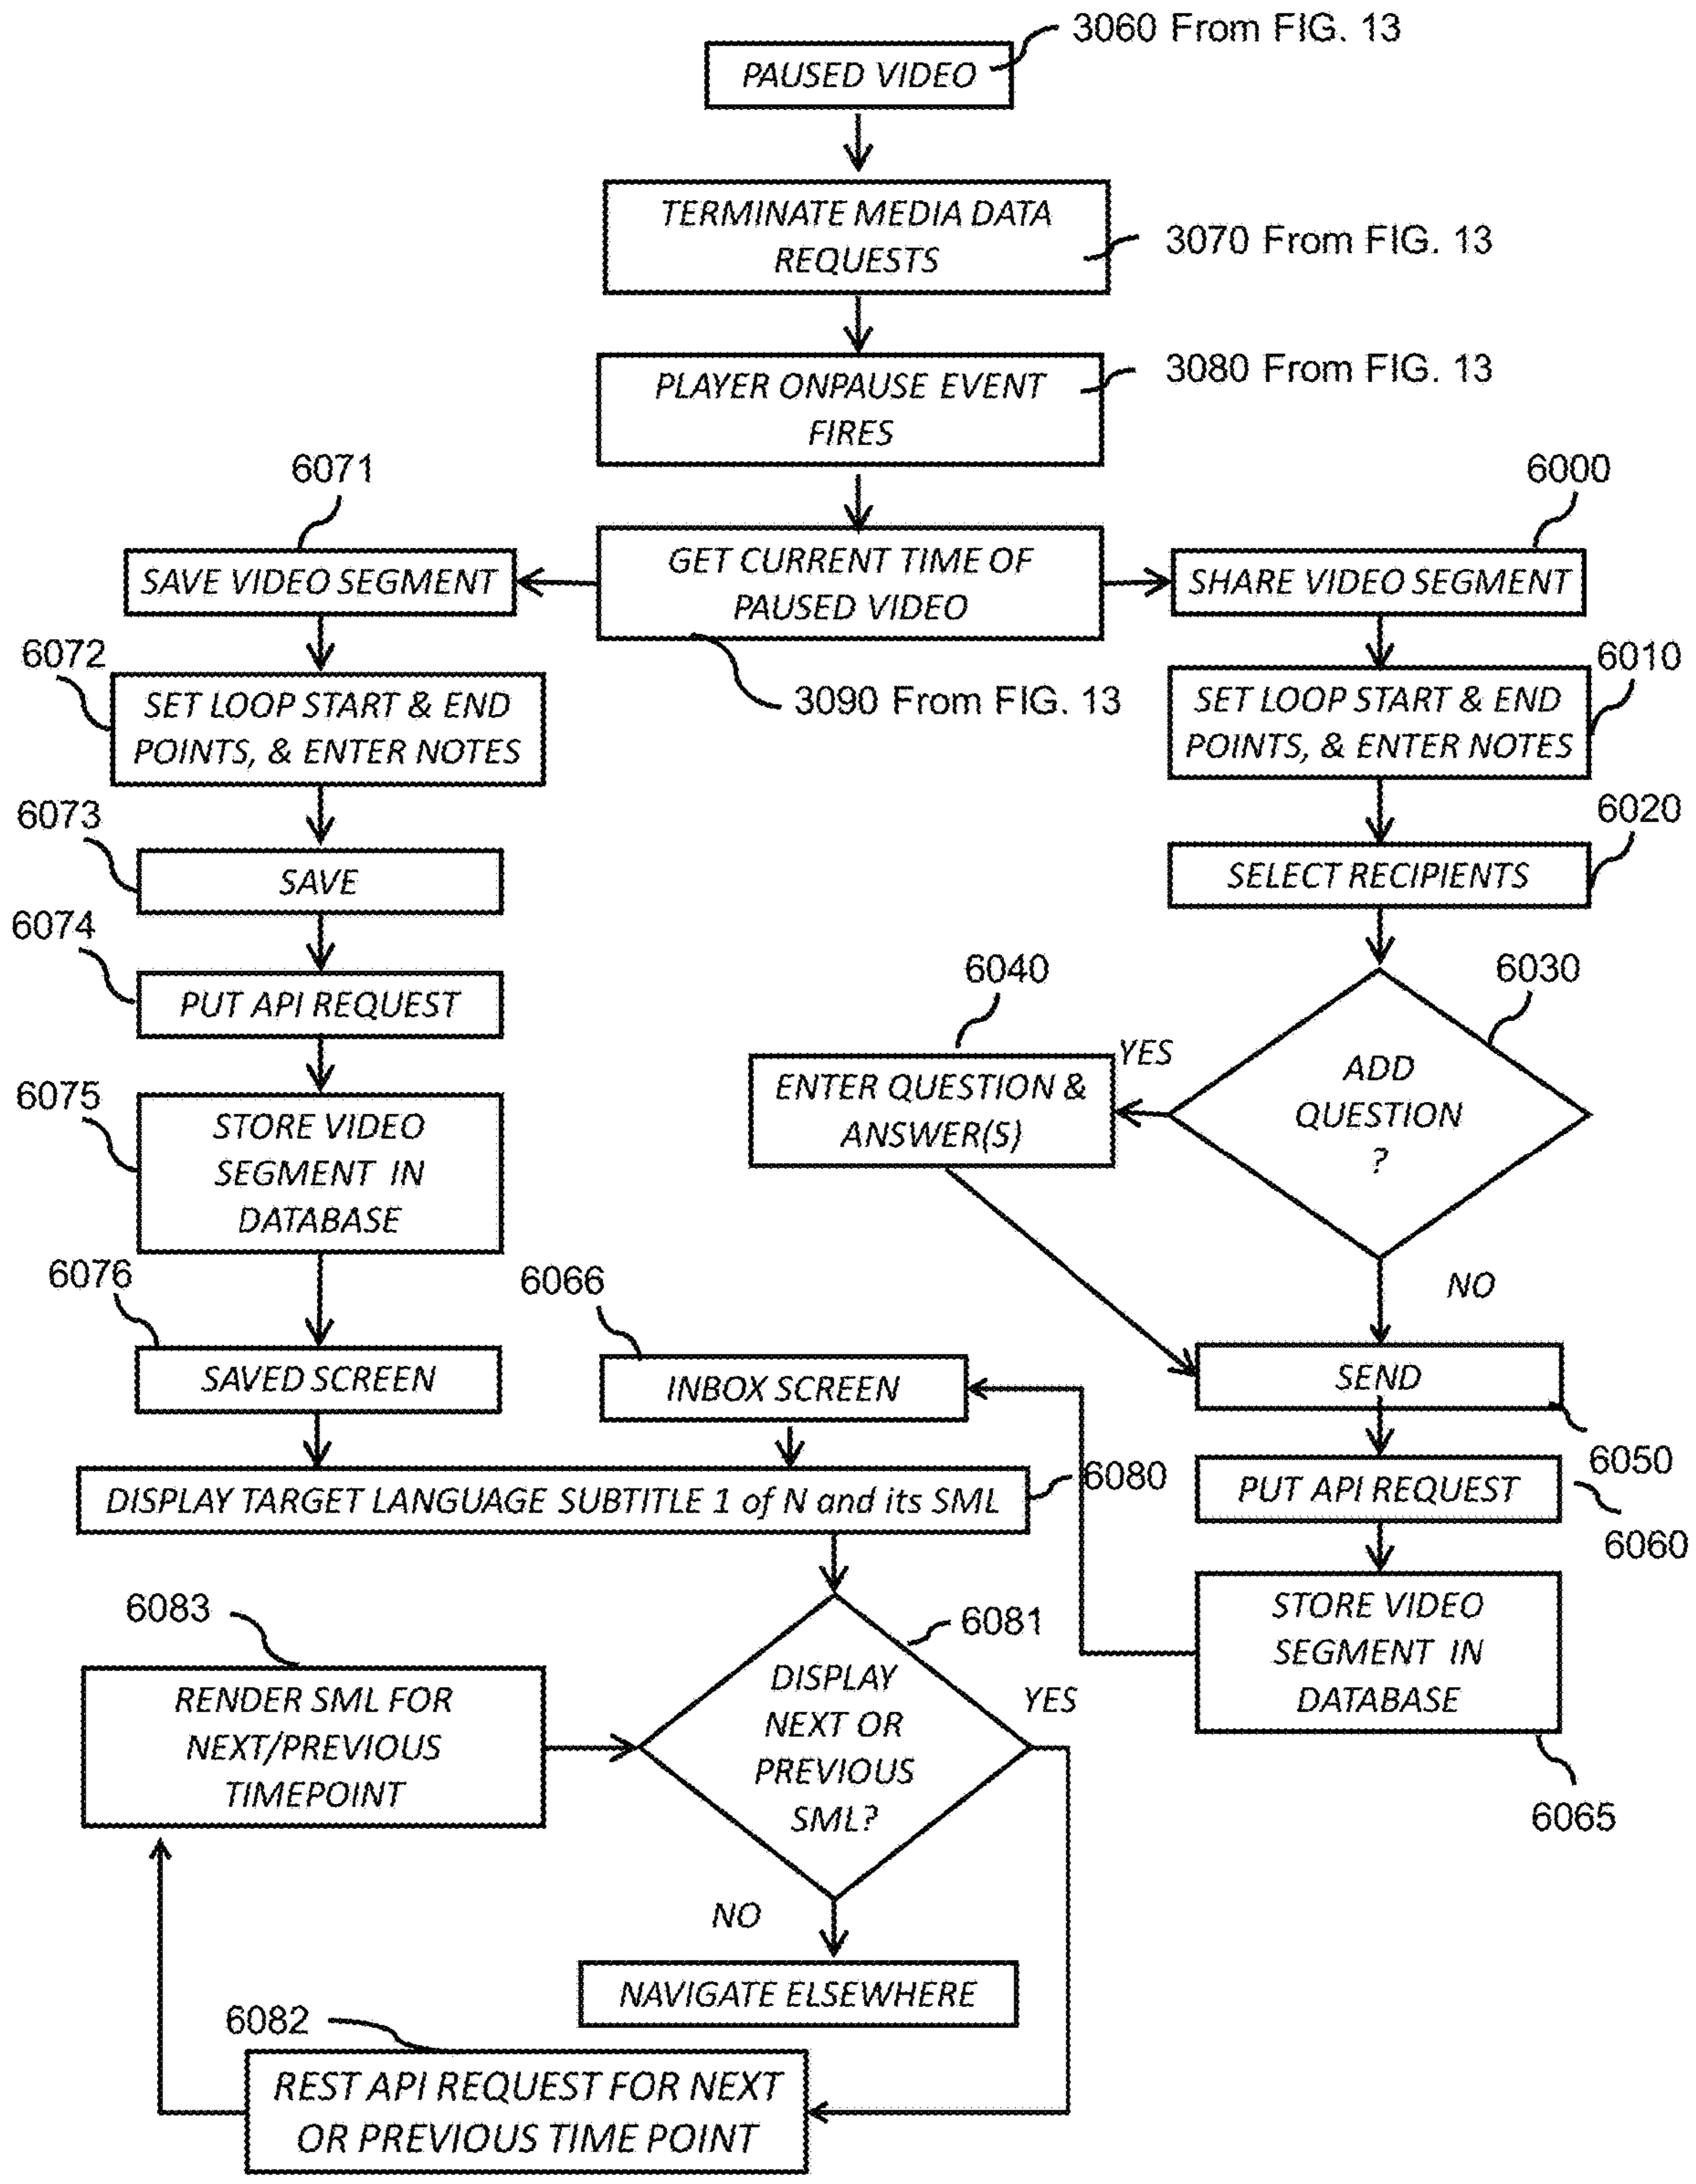 3060 From FIG. 13
PAUSED VIDEO
TERMINATE MEDIA DATA
REQUESTS
3070 From FIG. 13
PLAYER ONPAUSE EVENT
FIRES
3080 From FIG. 13
6071
6000
SAVE VIDEO SEGMENT
GET CURRENT TIME OF
PAUSED VIDEO
SHARE VIDEO SEGMENT
6072
3090 From FIG. 13
6010
SET LOOP START & END
POINTS, & ENTER NOTES
SET LOOP START & END
POINTS, & ENTER NOTES
6073
6020
SAVE
SELECT RECIPIENTS
6074
6040
6030
PUT API REQUEST
YES
ENTER QUESTION &
ANSWER(S)
ADD
QUESTION
?
6075
STORE VIDEO
SEGMENT IN
DATABASE
6076
6066
NO
SAVED SCREEN
INBOX SCREEN
SEND
6050
6080
DISPLAY TARGET LANGUAGE SUBTITLE 1 of N and its SML
PUT API REQUEST
6060
6083
6081
STORE VIDEO
SEGMENT IN
DATABASE
RENDER SML FOR
NEXT/PREVIOUS
TIMEPOINT
DISPLAY
NEXT OR
PREVIOUS
SML?
YES
6065
NO
NAVIGATE ELSEWHERE
6082
REST API REQUEST FOR NEXT
OR PREVIOUS TIME POINT